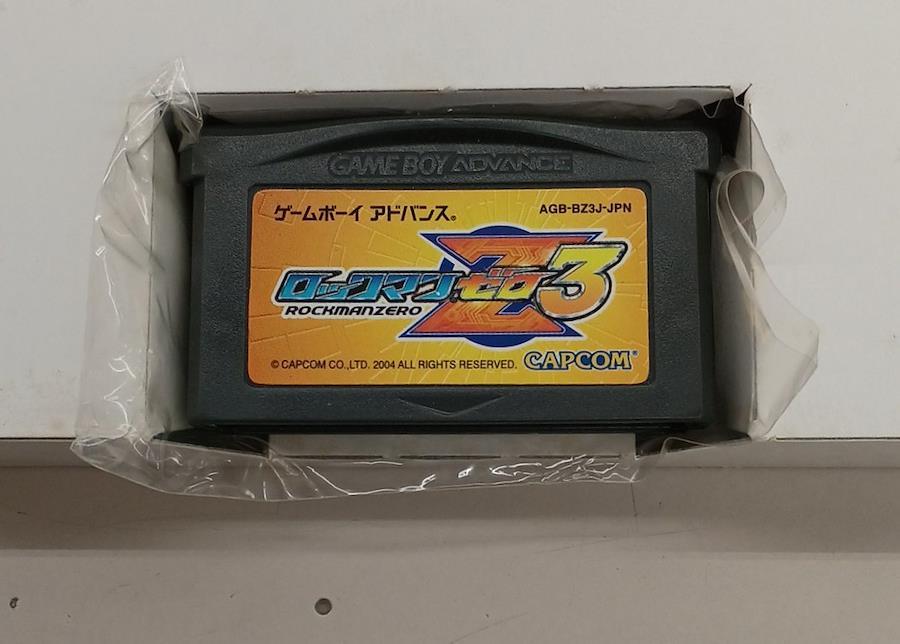 GAME BOY ADVANCE
ゲームボーイ アドバンス®
AGB-BZ3J-JPN
Z
ロックマン ゼロ3
ROCKMANZERO
© CAPCOM CO., LTD. 2004 ALL RIGHTS RESERVED.
CAPCOM®